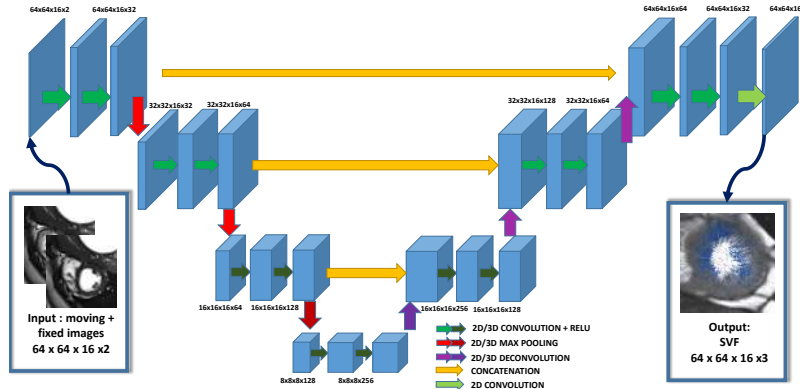 64x64x16x2
64x64x16x32
64x64x16x64
64x64x16x32
64x64x16
32x32x16x32
32x32x16x64
32x32x16x128
32x32x16x64
16x16x16x64
16x16x16x128
16x16x16x256
16x16x16x128
8x8x8x128
8x8x8x256
Input : moving +
fixed images
64 x 64 x 16 x2
2D/3D CONVOLUTION + RELU
2D/3D MAX POOLING
2D/3D DECONVOLUTION
CONCATENATION
2D CONVOLUTION
Output:
SVF
64 x 64 x 16 x3